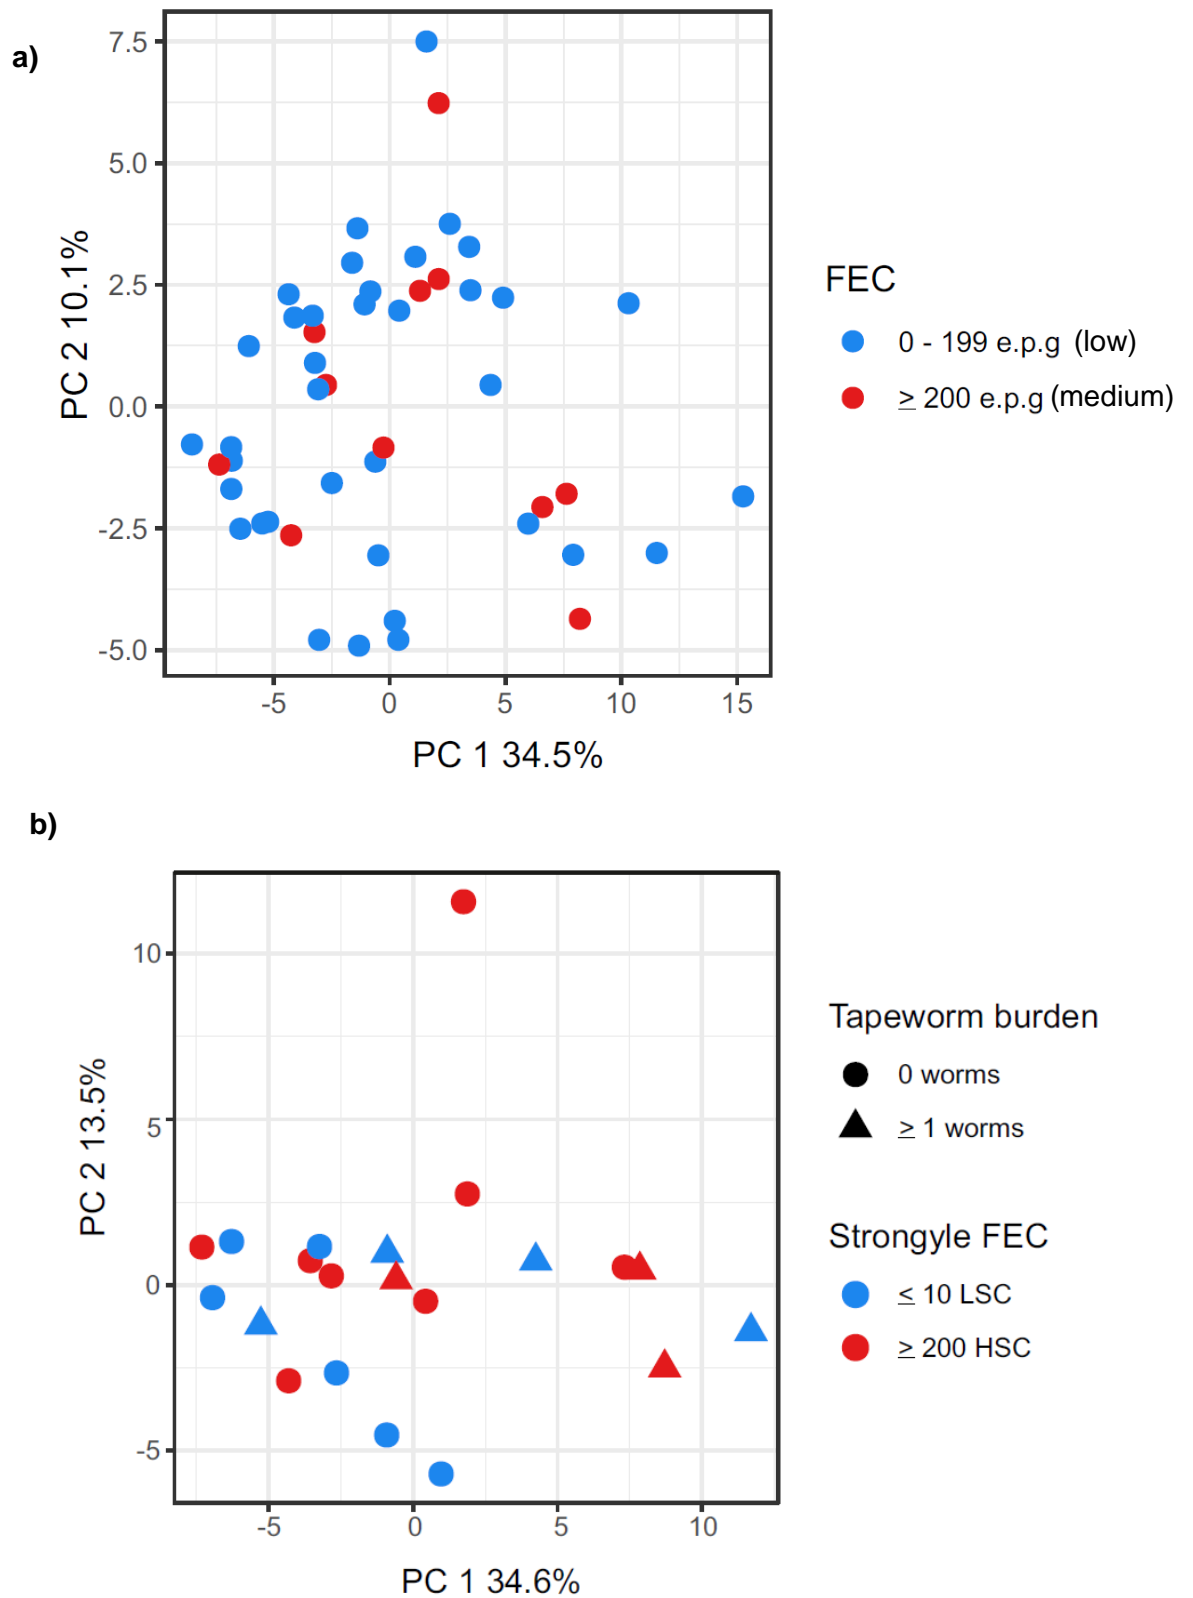 a)
7.5
5.0
2.5
0.0
-2.5
-5.0
PC 2 10.1%
-5 0 5 10 15
PC 1 34.5%
FEC
0 - 199 e.p.g (low)
≥ 200 e.p.g (medium)
b)
10
5
0
-5
PC 2 13.5%
-5 0 5 10
PC 1 34.6%
Tapeworm burden
0 worms
≥ 1 worms
Strongyle FEC
≤ 10 LSC
≥ 200 HSC